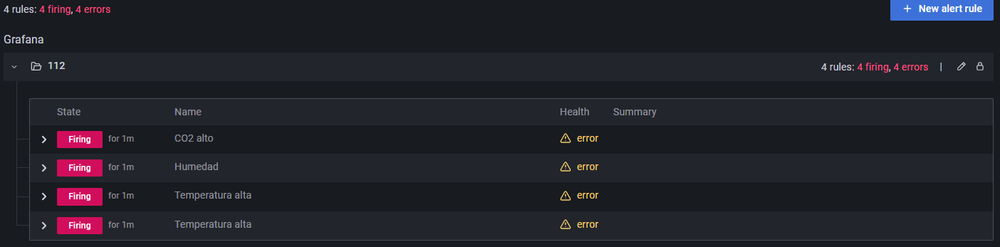 4 rules: 4 firing, 4 errors
+ New alert rule
Grafana
112
4 rules: 4 firing, 4 errors
State Name Health Summary
Firing for 1m CO2 alto error
Firing for 1m Humedad error
Firing for 1m Temperatura alta error
Firing for 1m Temperatura alta error